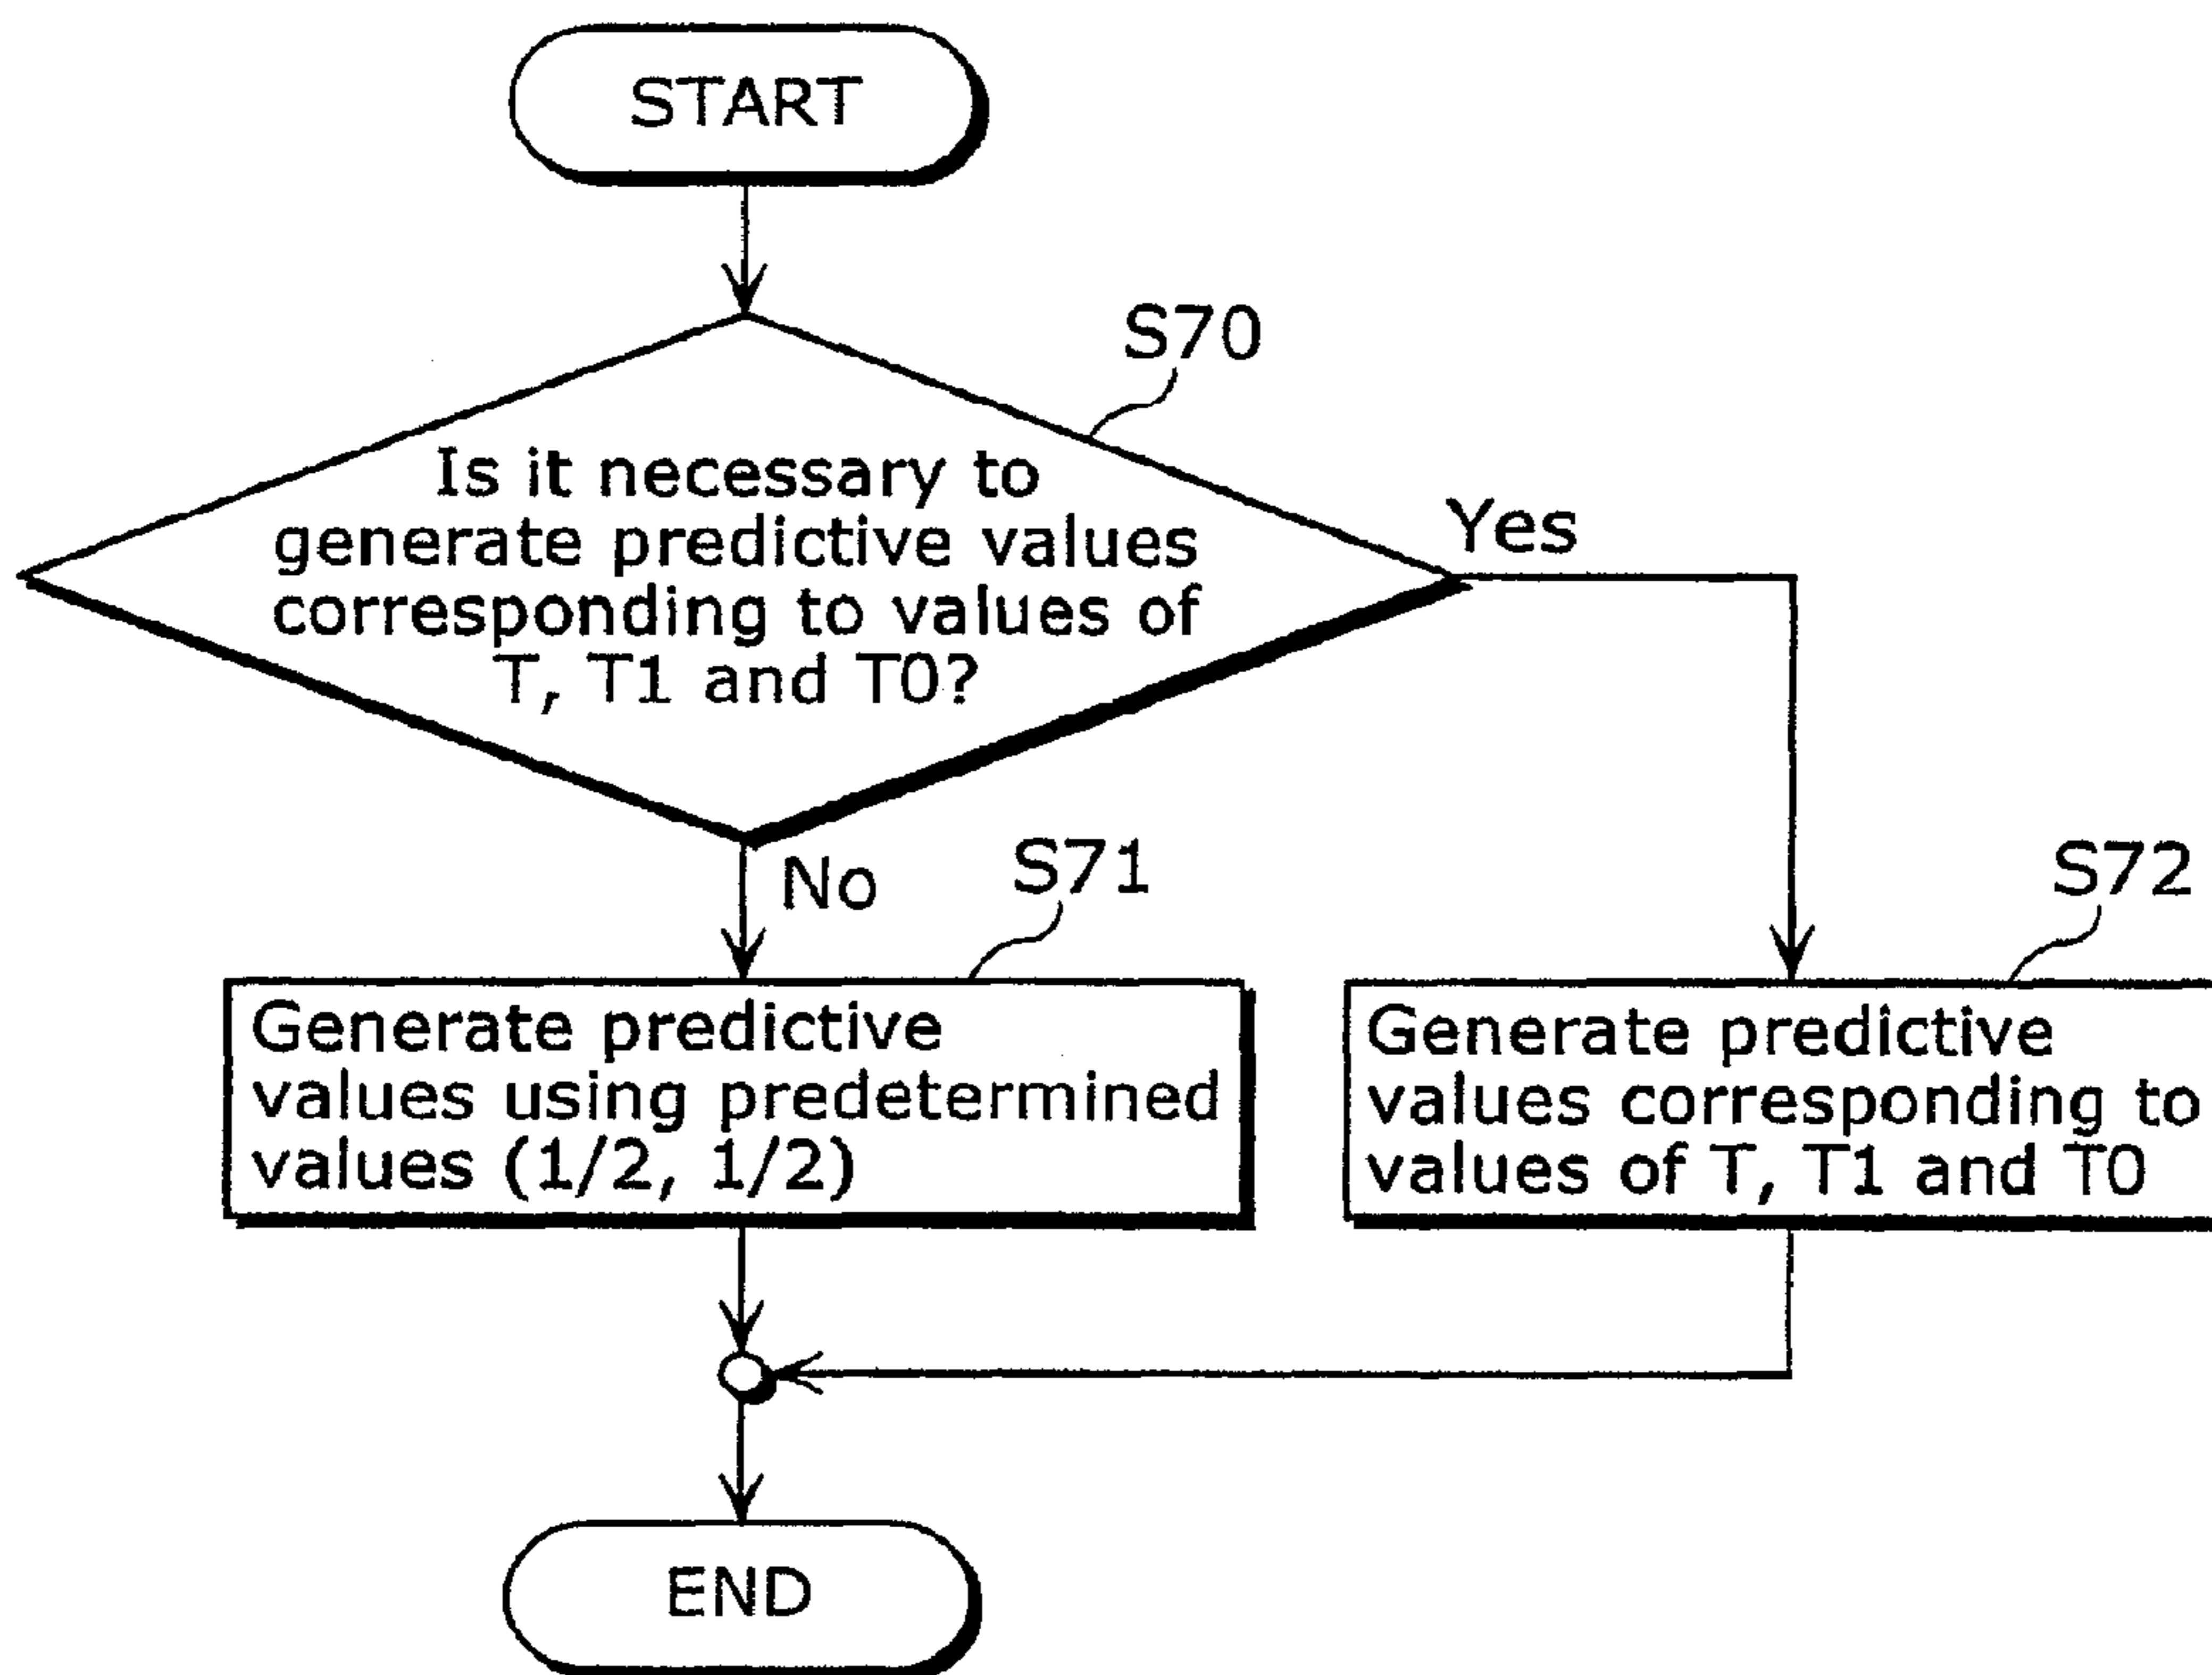 START
S70
Is it necessary to
generate predictive values
corresponding to values of
T, T1 and T0?
Yes
No
S71
S72
Generate predictive
values using predetermined
values (1/2, 1/2)
Generate predictive
values corresponding to
values of T, T1 and T0
END